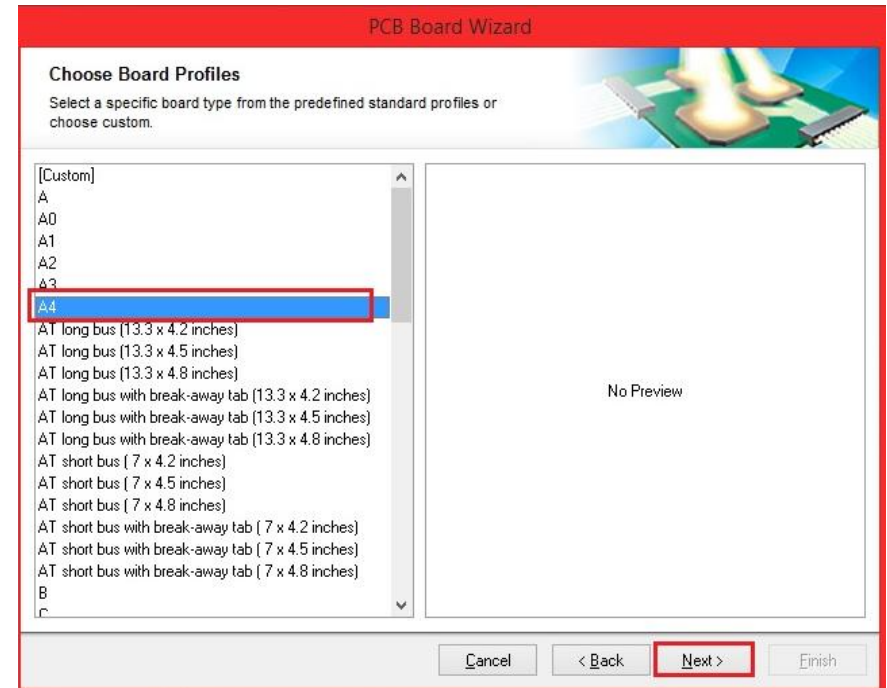 PCB Board Wizard
Choose Board Profiles
Select a specific board type from the predefined standard profiles or
choose custom.
[Custom]
A
A0
A1
A2
A3
A4
AT long bus (13.3 x 4.2 inches)
AT long bus (13.3 x 4.5 inches)
AT long bus (13.3 x 4.8 inches)
AT long bus with break-away tab (13.3 x 4.2 inches)
AT long bus with break-away tab (13.3 x 4.5 inches)
AT long bus with break-away tab (13.3 x 4.8 inches)
AT short bus ( 7 x 4.2 inches)
AT short bus ( 7 x 4.5 inches)
AT short bus ( 7 x 4.8 inches)
AT short bus with break-away tab ( 7 x 4.2 inches)
AT short bus with break-away tab ( 7 x 4.5 inches)
AT short bus with break-away tab ( 7 x 4.8 inches)
B
C
No Preview
Cancel
< Back
Next >
Finish